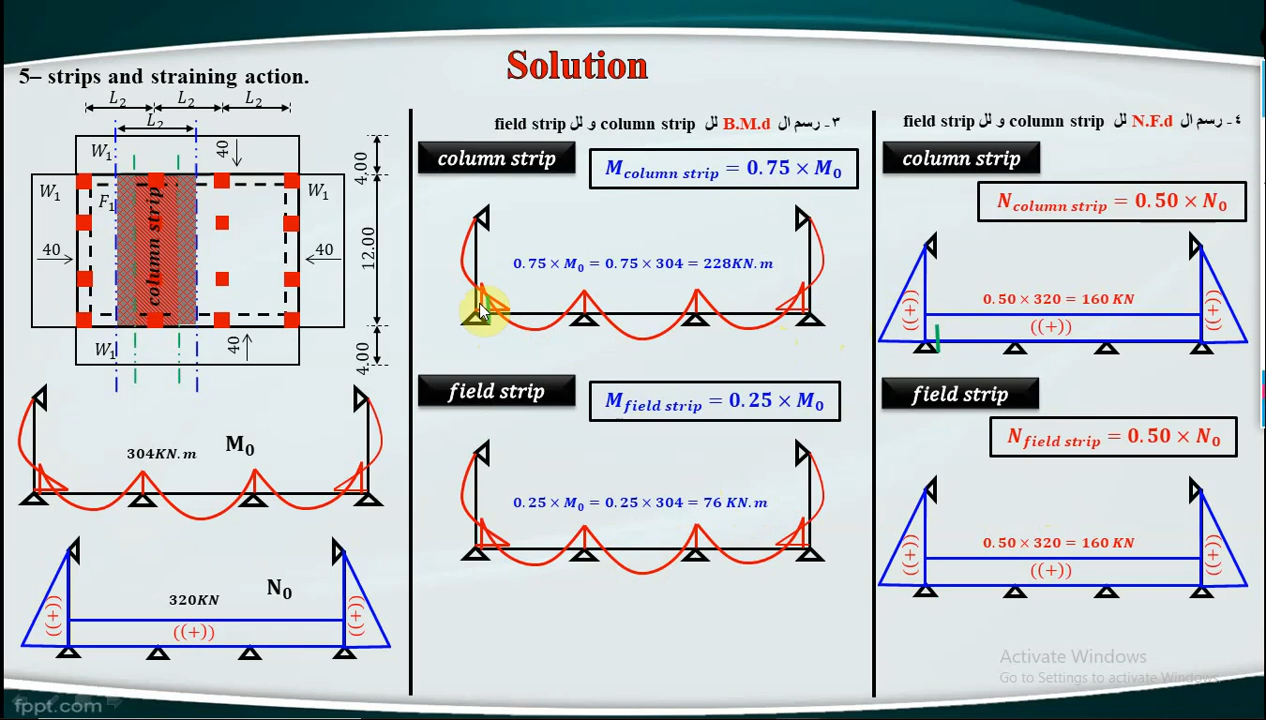 Solution
5– strips and straining action.
L2 L2 L2
L2
W1 40 4.00
W1 F1 W1
column strip
40 40 12.00
W1 40 4.00
304KN.m M0
320KN N0
((+)) ((+)) ((+))
٣- رسم ال B.M.d لل column strip و لل field strip
column strip
Mcolumn strip = 0.75 × M0
0.75 × M0 = 0.75 × 304 = 228KN.m
field strip
Mfield strip = 0.25 × M0
0.25 × M0 = 0.25 × 304 = 76 KN.m
٤- رسم ال N.F.d لل column strip و لل field strip
column strip
Ncolumn strip = 0.50 × N0
0.50 × 320 = 160 KN
((+)) ((+)) ((+))
field strip
Nfield strip = 0.50 × N0
0.50 × 320 = 160 KN
((+)) ((+)) ((+))
Activate Windows
Go to Settings to activate Windows.
fppt.com